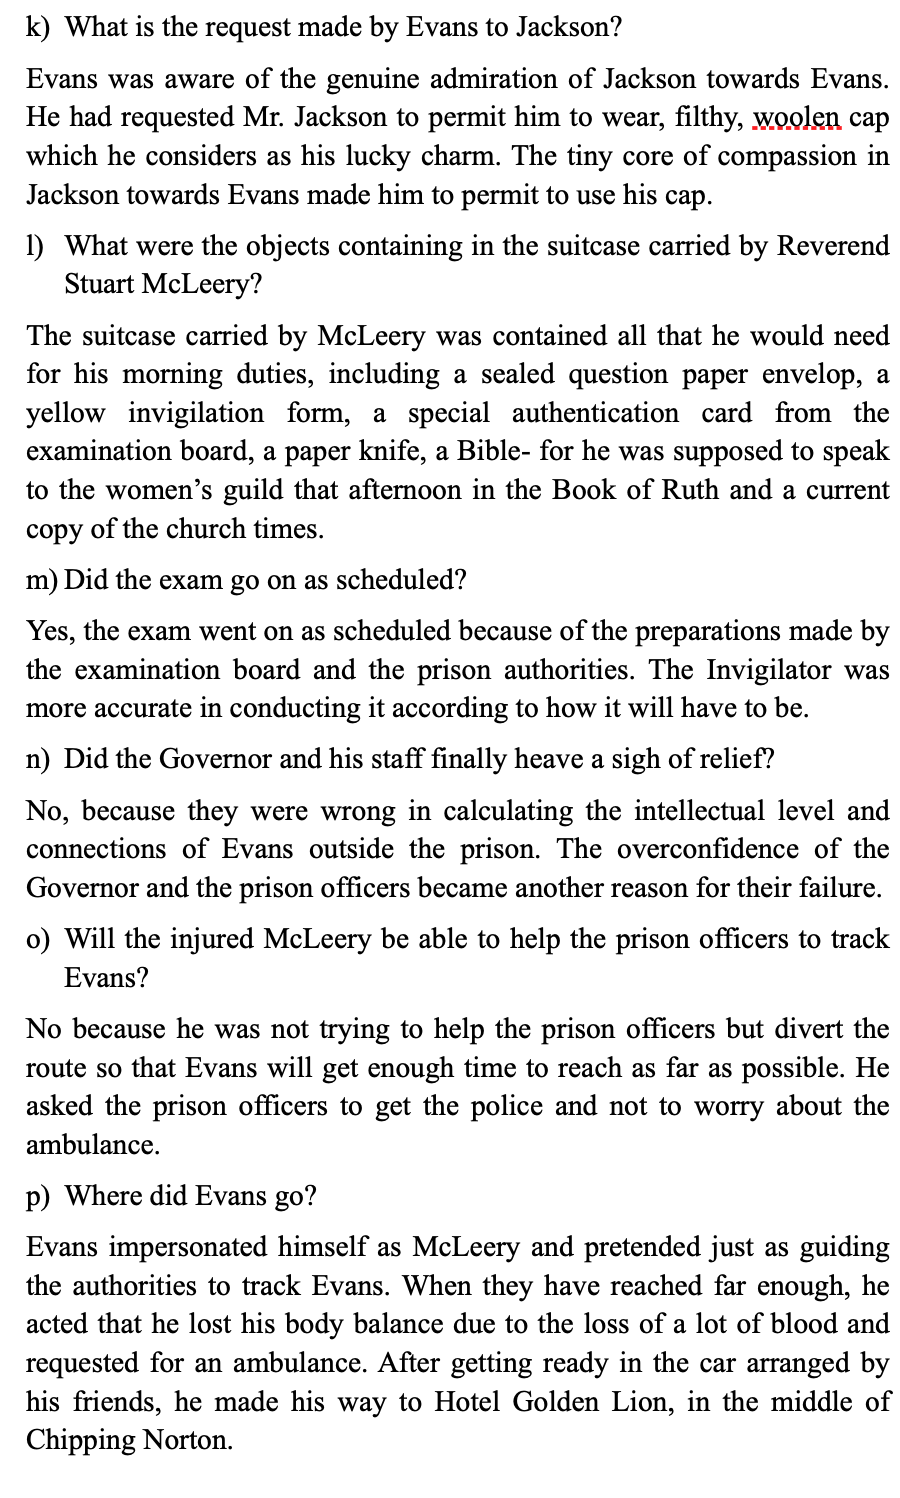 k) What is the request made by Evans to Jackson?
Evans was aware of the genuine admiration of Jackson towards Evans.
He had requested Mr. Jackson to permit him to wear, filthy, woolen cap
which he considers as his lucky charm. The tiny core of compassion in
Jackson towards Evans made him to permit to use his cap.
l) What were the objects containing in the suitcase carried by Reverend
Stuart McLeery?
The suitcase carried by McLeery was contained all that he would need
for his morning duties, including a sealed question paper envelop, a
yellow invigilation form, a special authentication card from the
examination board, a paper knife, a Bible- for he was supposed to speak
to the women’s guild that afternoon in the Book of Ruth and a current
copy of the church times.
m) Did the exam go on as scheduled?
Yes, the exam went on as scheduled because of the preparations made by
the examination board and the prison authorities. The Invigilator was
more accurate in conducting it according to how it will have to be.
n) Did the Governor and his staff finally heave a sigh of relief?
No, because they were wrong in calculating the intellectual level and
connections of Evans outside the prison. The overconfidence of the
Governor and the prison officers became another reason for their failure.
o) Will the injured McLeery be able to help the prison officers to track
Evans?
No because he was not trying to help the prison officers but divert the
route so that Evans will get enough time to reach as far as possible. He
asked the prison officers to get the police and not to worry about the
ambulance.
p) Where did Evans go?
Evans impersonated himself as McLeery and pretended just as guiding
the authorities to track Evans. When they have reached far enough, he
acted that he lost his body balance due to the loss of a lot of blood and
requested for an ambulance. After getting ready in the car arranged by
his friends, he made his way to Hotel Golden Lion, in the middle of
Chipping Norton.